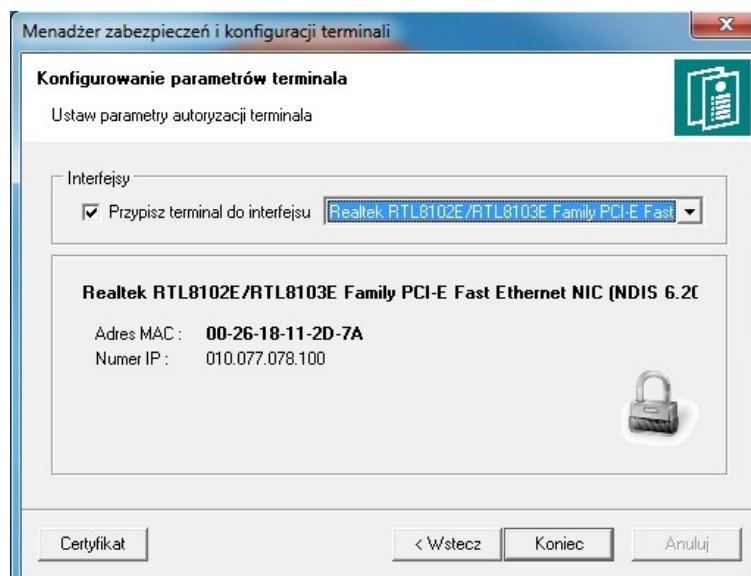 Menadżer zabezpieczeń i konfiguracji terminali
Konfigurowanie parametrów terminala
Ustaw parametry autoryzacji terminala
Interfejsy
Przypisz terminal do interfejsu Realtek RTL8102E/RTL8103E Family PCI-E Fast
Realtek RTL8102E/RTL8103E Family PCI-E Fast Ethernet NIC (NDIS 6.20
Adres MAC : 00-26-18-11-2D-7A
Numer IP : 010.077.078.100
Certyfikat < Wstecz Koniec Anuluj